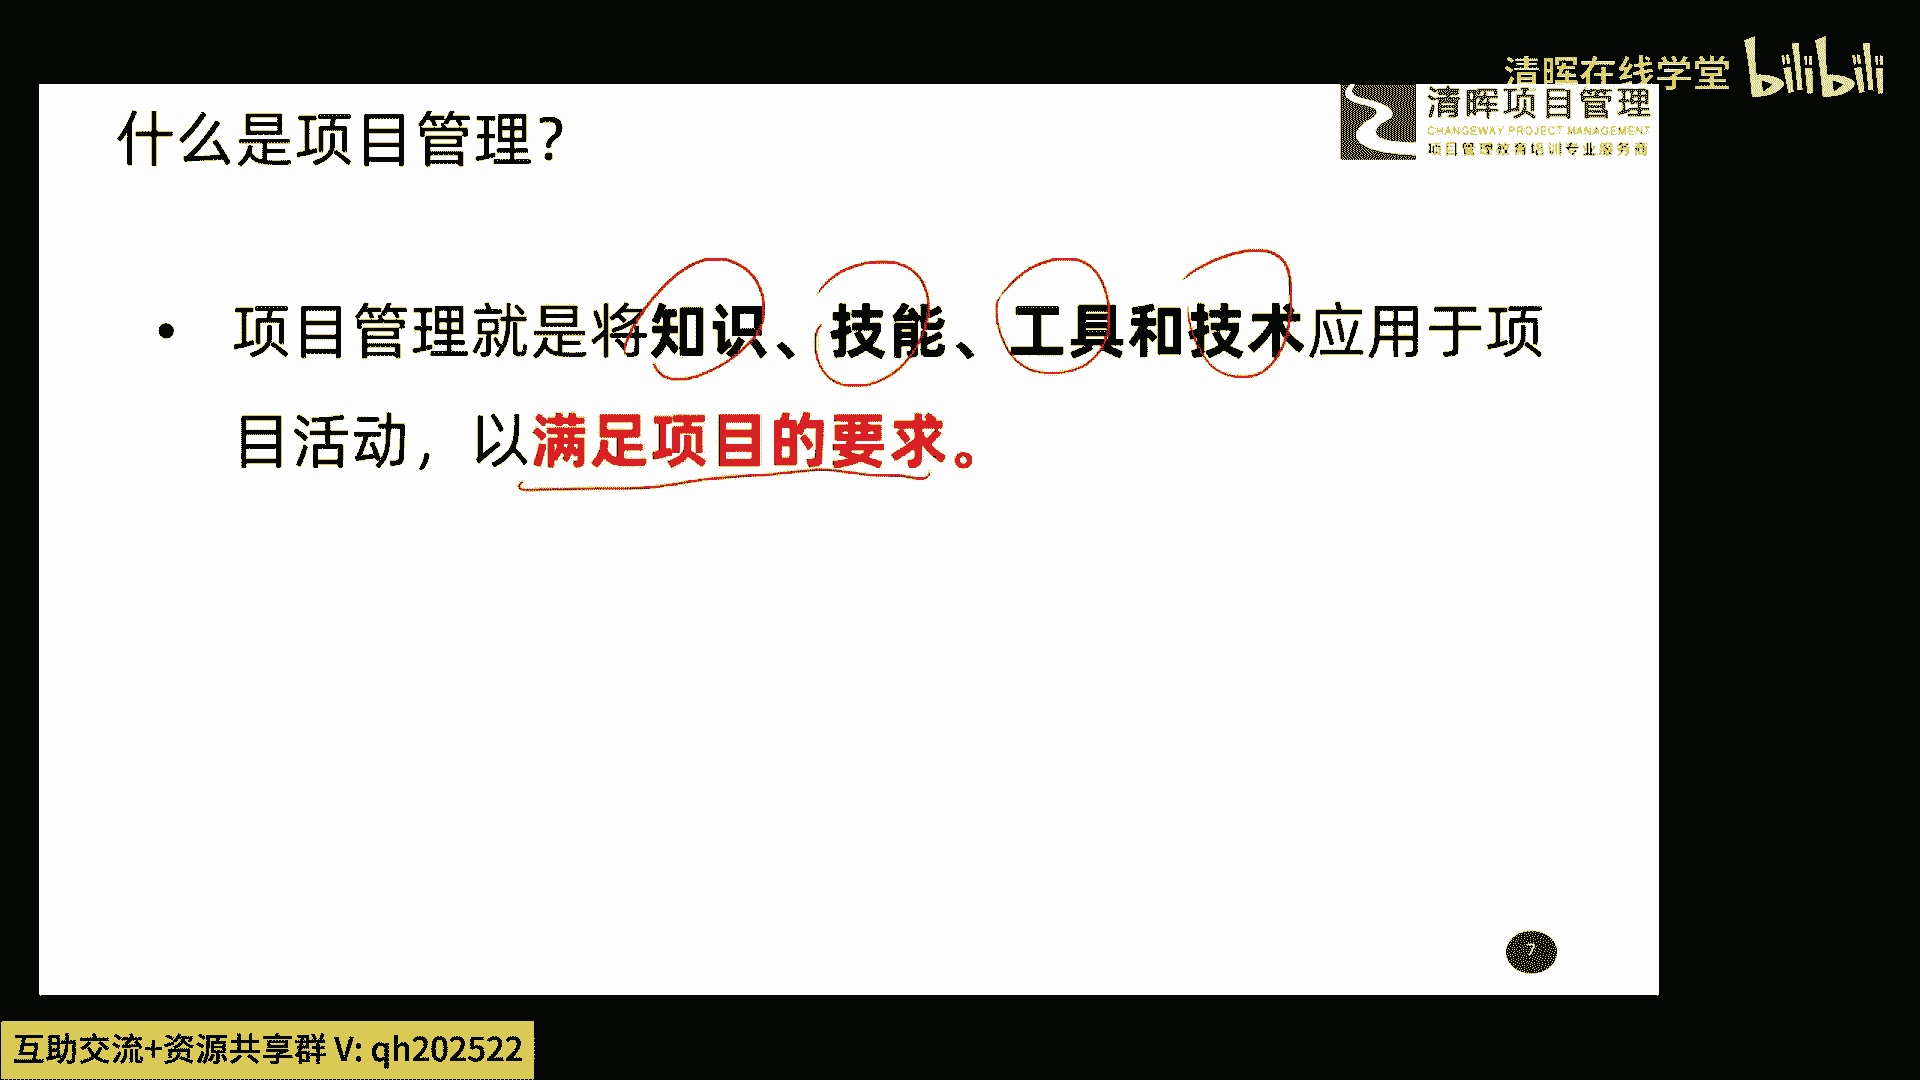 清晖在线学堂 bilibili
什么是项目管理?
清晖项目管理
CHANGEWAY PROJECT MANAGEMENT
项目管理教育培训专业服务商
• 项目管理就是将知识、技能、工具和技术应用于项
目活动，以满足项目的要求。
7
互助交流+资源共享群 V: qh202522